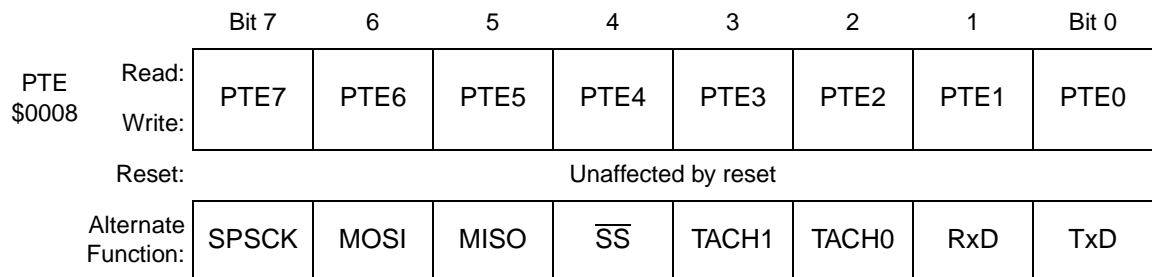 Bit 7 6 5 4 3 2 1 Bit 0
PTE $0008 Read: Write: PTE7 PTE6 PTE5 PTE4 PTE3 PTE2 PTE1 PTE0
Reset: Unaffected by reset
Alternate Function: SPSCK MOSI MISO S̅S̅ TACH1 TACH0 RxD TxD